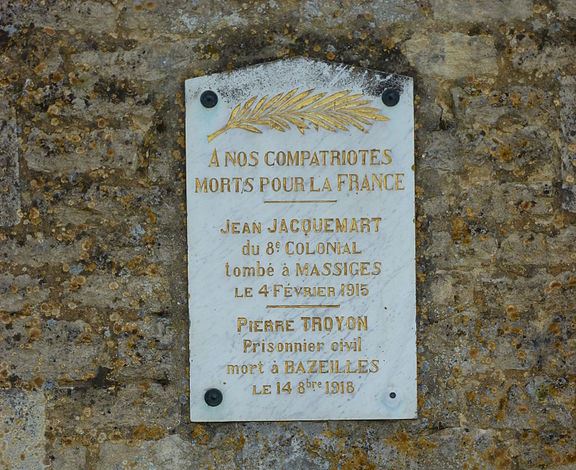 A NOS COMPATRIOTES
MORTS POUR LA FRANCE
JEAN JACQUEMART
du 8e COLONIAL
tombé à MASSIGES
LE 4 FÉVRIER 1915
PIERRE TROYON
Prisonnier civil
mort à BAZEILLES
LE 14 8bre 1918